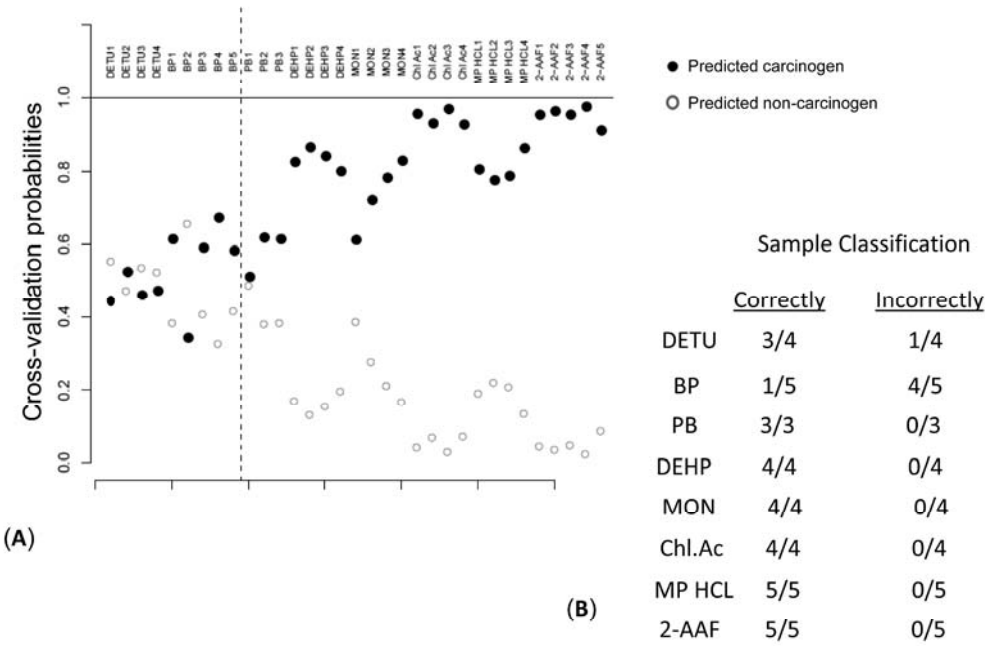 DETU1
DETU2
DETU3
DETU4
BP1
BP2
BP3
BP4
BP5
PB1
PB2
PB3
DEHP1
DEHP2
DEHP3
DEHP4
MON1
MON2
MON3
MON4
Chl Ac1
Chl Ac2
Chl Ac3
Chl Ac4
MP HCL1
MP HCL2
MP HCL3
MP HCL4
2-AAF1
2-AAF2
2-AAF3
2-AAF4
2-AAF5
Predicted carcinogen
Predicted non-carcinogen
Cross-validation probabilities
1.0
0.8
0.6
0.4
0.2
0.0
(A)
Sample Classification
Correctly Incorrectly
DETU 3/4 1/4
BP 1/5 4/5
PB 3/3 0/3
DEHP 4/4 0/4
MON 4/4 0/4
Chl.Ac 4/4 0/4
MP HCL 5/5 0/5
2-AAF 5/5 0/5
(B)